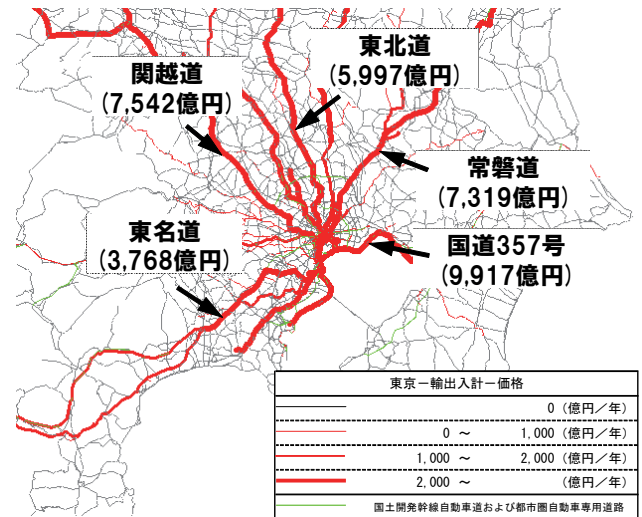 東北道
(5,997億円)
関越道
(7,542億円)
常磐道
(7,319億円)
東名道
(3,768億円)
国道357号
(9,917億円)
東京－輸出入計－価格
0 (億円／年)
0 ～ 1,000 (億円／年)
1,000 ～ 2,000 (億円／年)
2,000 ～ (億円／年)
国土開発幹線自動車道および都市圏自動車専用道路